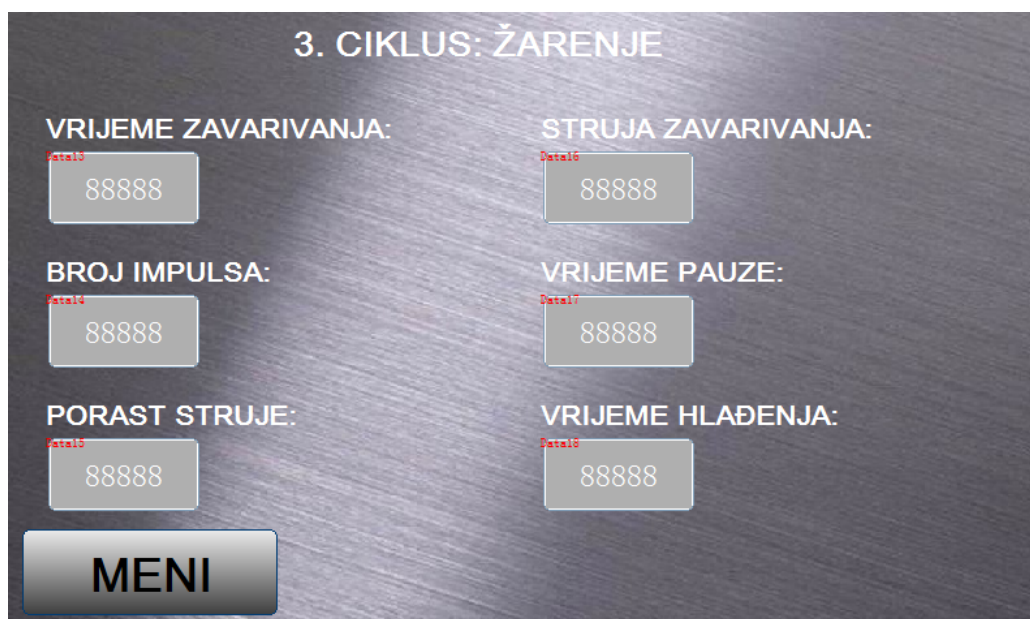 3. CIKLUS: ŽARENJE
VRIJEME ZAVARIVANJA:
Data13
88888
STRUJA ZAVARIVANJA:
Data16
88888
BROJ IMPULSA:
Data14
88888
VRIJEME PAUZE:
Data17
88888
PORAST STRUJE:
Data15
88888
VRIJEME HLAĐENJA:
Data18
88888
MENI